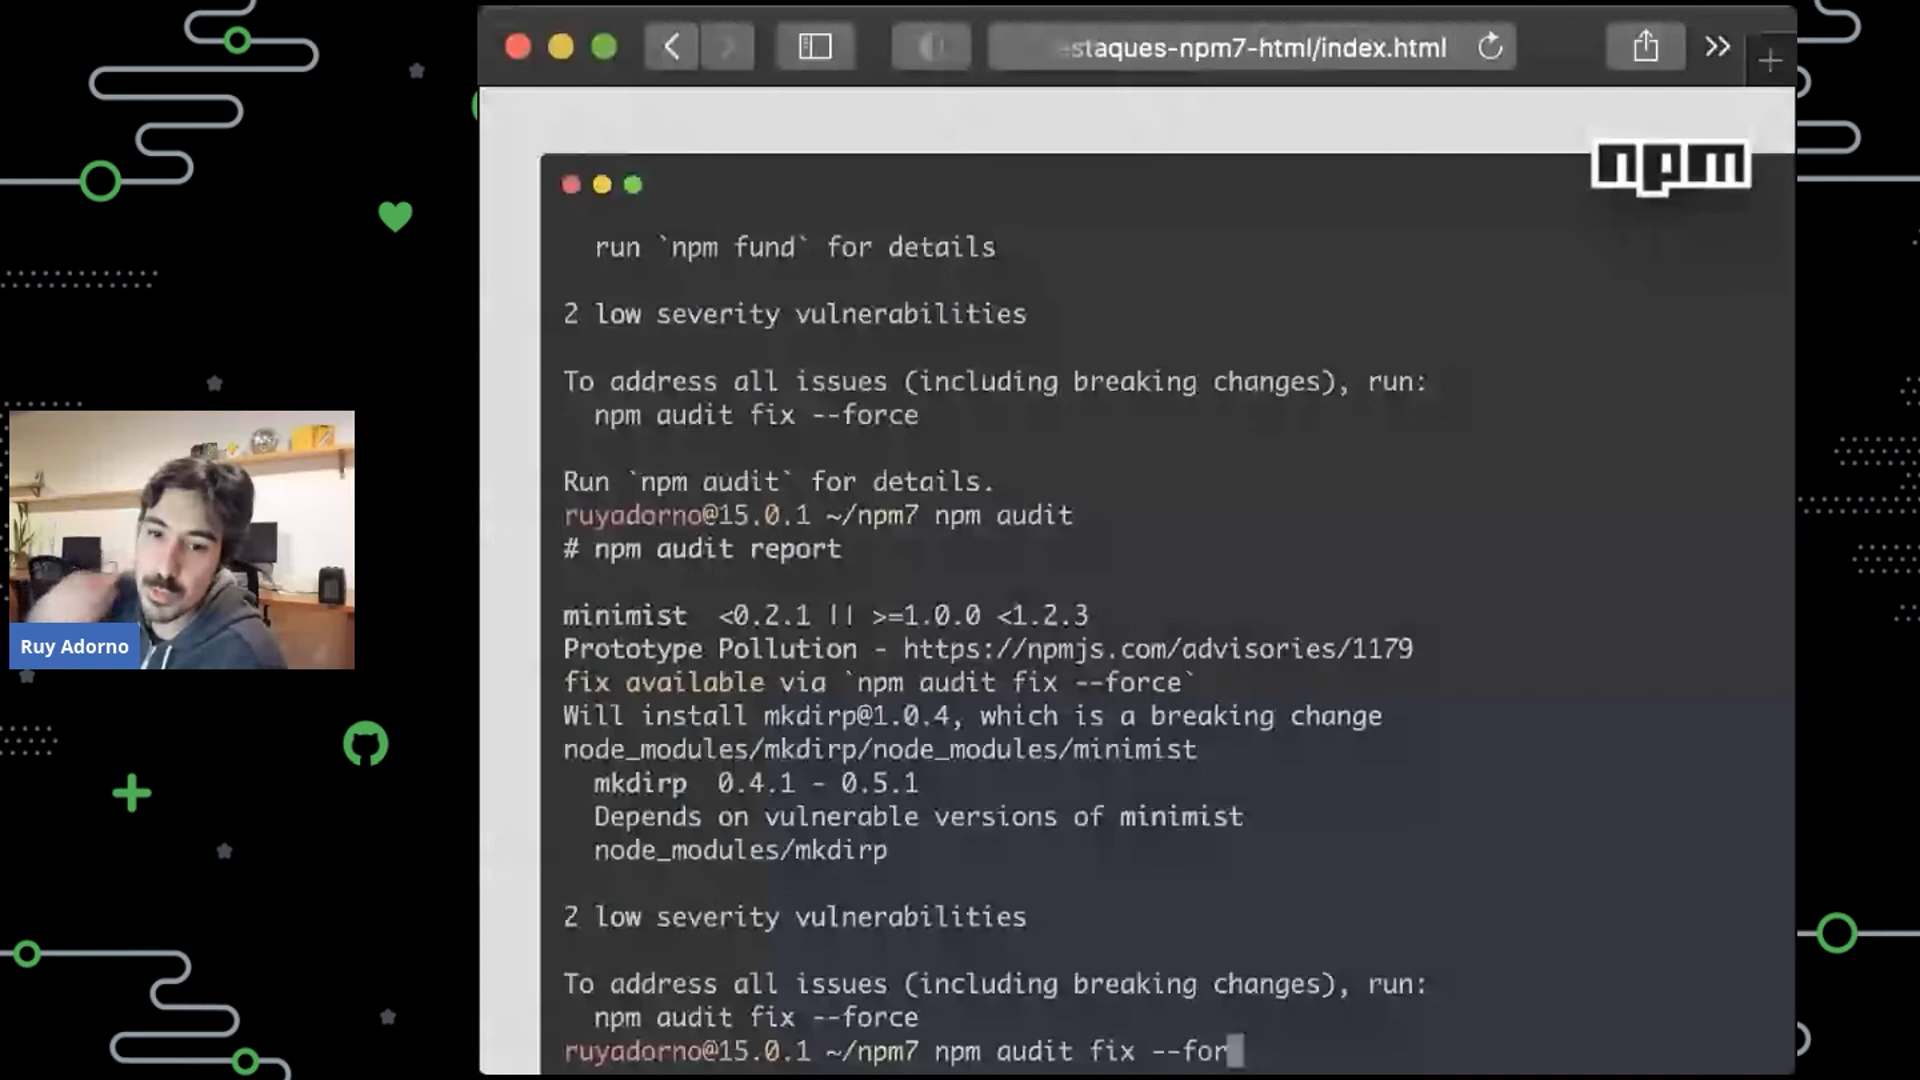 staques-npm7-html/index.html
npm
run `npm fund` for details
2 low severity vulnerabilities
To address all issues (including breaking changes), run:
npm audit fix --force
Run `npm audit` for details.
ruyadorno@15.0.1 ~/npm7 npm audit
# npm audit report
minimist  <0.2.1 || >=1.0.0 <1.2.3
Prototype Pollution - https://npmjs.com/advisories/1179
fix available via `npm audit fix --force`
Will install mkdirp@1.0.4, which is a breaking change
node_modules/mkdirp/node_modules/minimist
mkdirp  0.4.1 - 0.5.1
Depends on vulnerable versions of minimist
node_modules/mkdirp
2 low severity vulnerabilities
To address all issues (including breaking changes), run:
npm audit fix --force
ruyadorno@15.0.1 ~/npm7 npm audit fix --for
Ruy Adorno